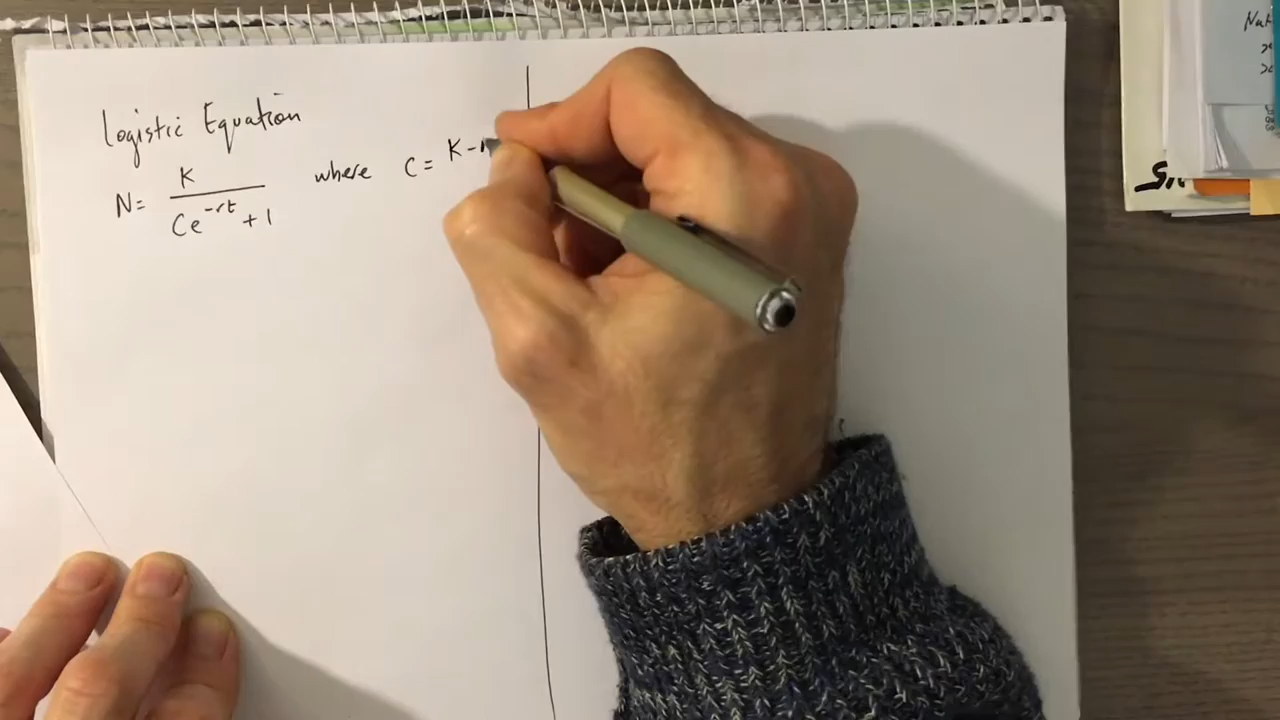 Logistic Equation
N= K / (Ce^-rt +1) where C= K-